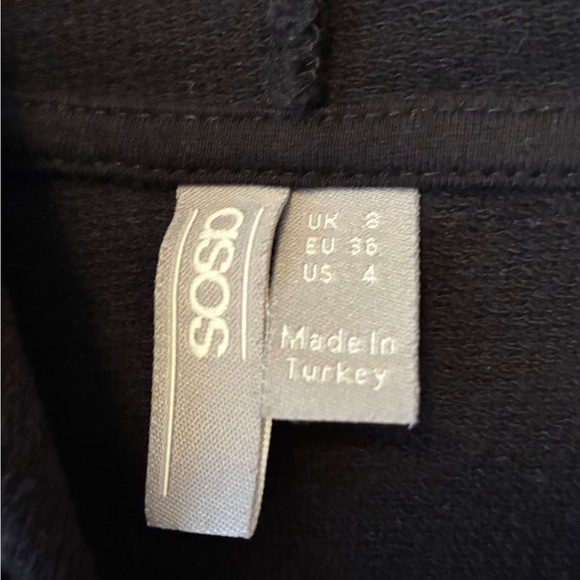 asos
UK 8
EU 36
US 4
Made In
Turkey